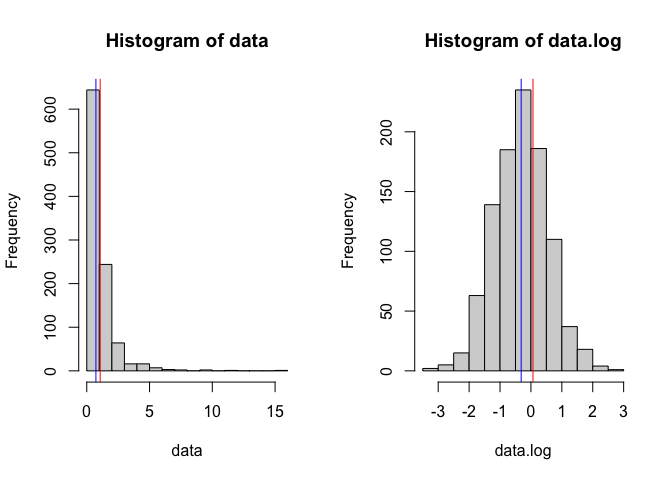 Histogram of data
Frequency
0 100 200 300 400 500 600
0 5 10 15
data
Histogram of data.log
Frequency
0 50 100 150 200
-3 -2 -1 0 1 2 3
data.log